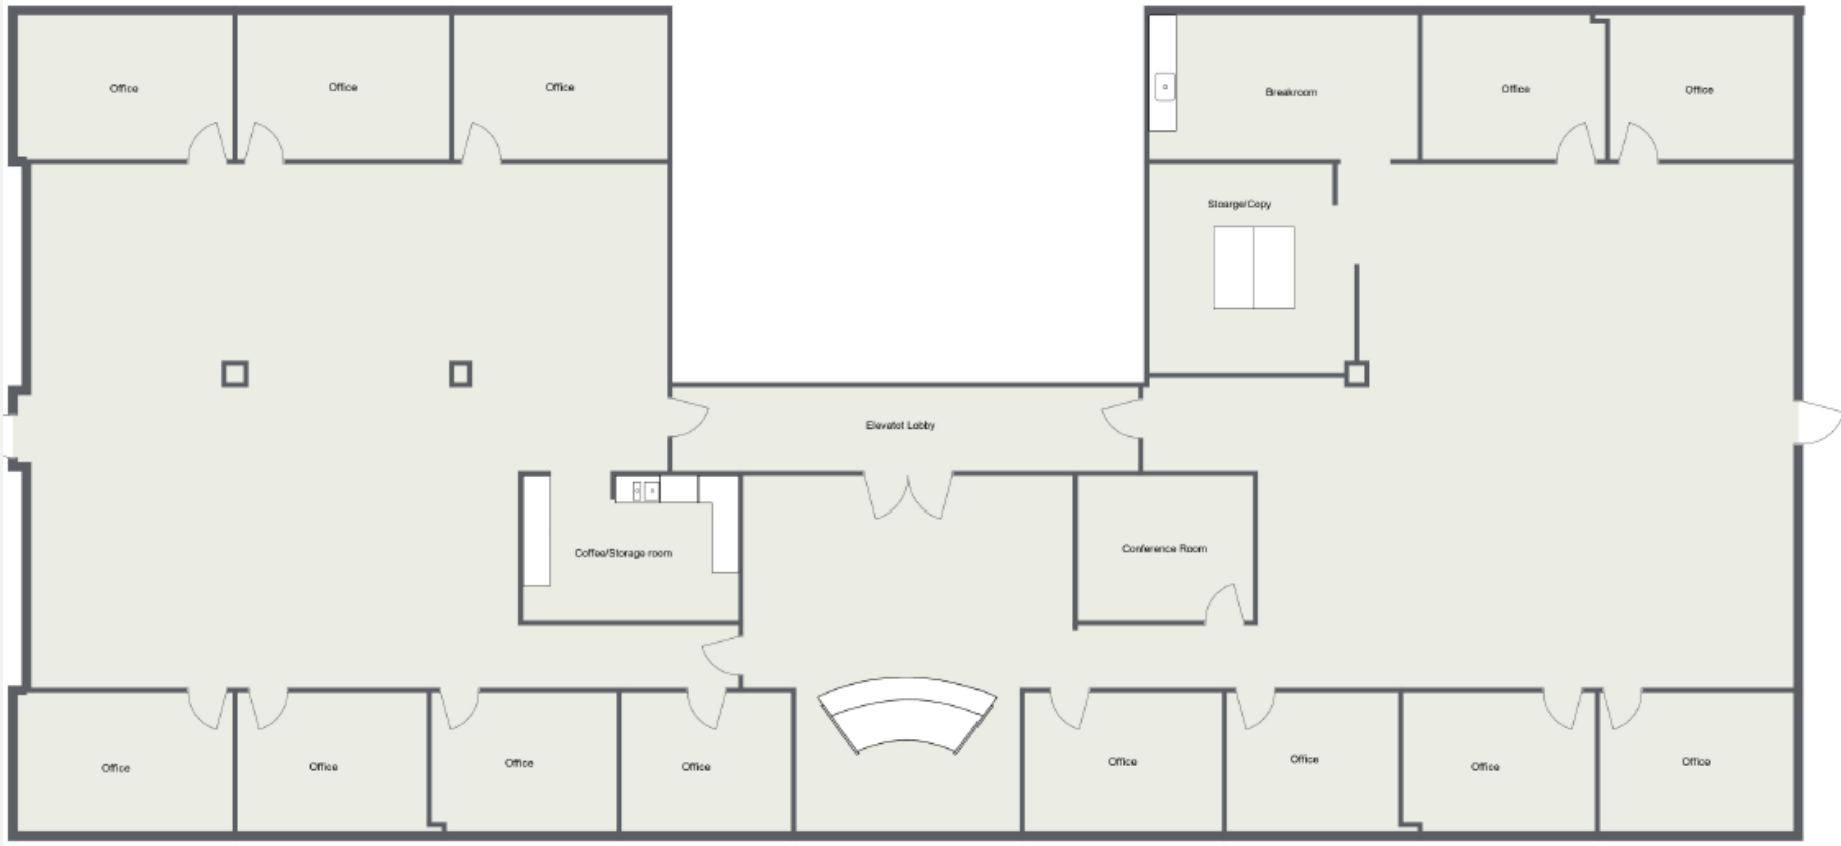 Office
Office
Office
Breakroom
Office
Office
Stoarge/Copy
Elevatot Lobby
Coffee/Storage room
Conference Room
Office
Office
Office
Office
Office
Office
Office
Office